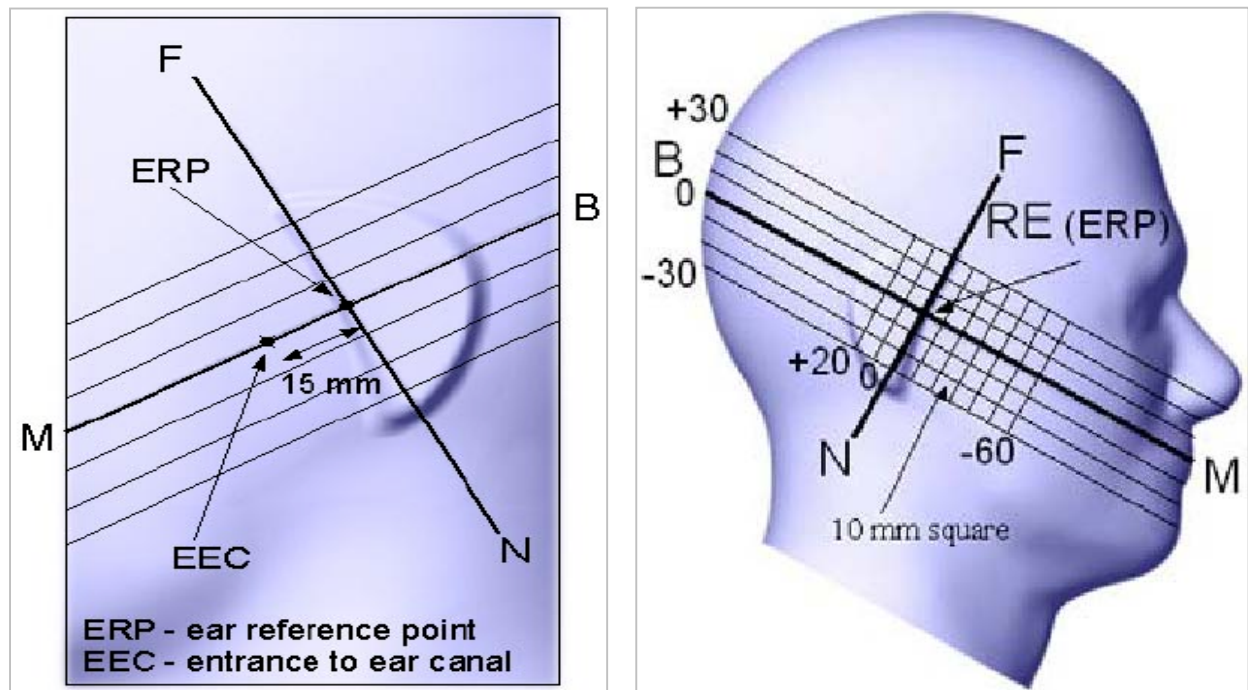 F
ERP
B
15 mm
M
EEC
N
ERP - ear reference point
EEC - entrance to ear canal
+30
B
F
0
RE (ERP)
-30
+20
0
N
-60
M
10 mm square